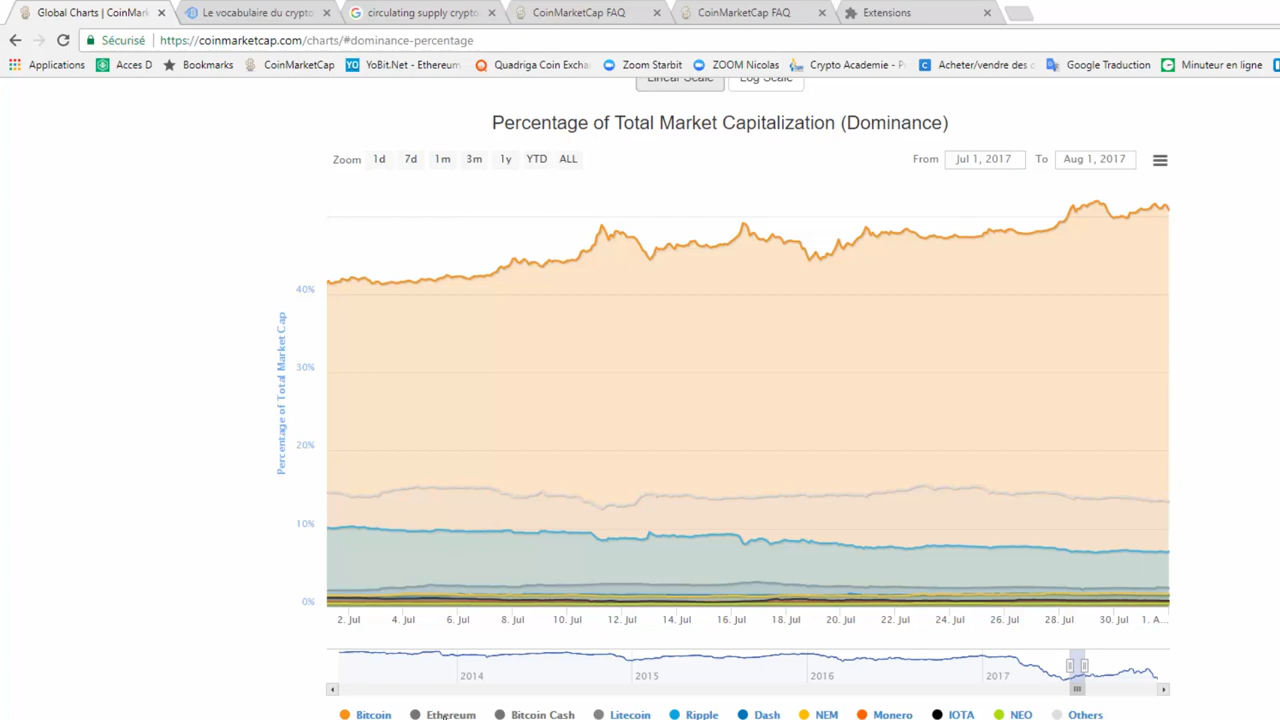 Global Charts | CoinMark Le vocabulaire du crypto circulating supply crypto CoinMarketCap FAQ CoinMarketCap FAQ Extensions
Sécurisé https://coinmarketcap.com/charts/#dominance-percentage
Applications Acces D Bookmarks CoinMarketCap YoBit.Net - Ethereum Quadriga Coin Excha Zoom Starbit ZOOM Nicolas Crypto Academie - P Acheter/vendre des Google Traduction Minuteur en ligne
Linear Scale Log Scale
Percentage of Total Market Capitalization (Dominance)
Zoom 1d 7d 1m 3m 1y YTD ALL From Jul 1, 2017 To Aug 1, 2017
Percentage of Total Market Cap
40%
30%
20%
10%
0%
2. Jul 4. Jul 6. Jul 8. Jul 10. Jul 12. Jul 14. Jul 16. Jul 18. Jul 20. Jul 22. Jul 24. Jul 26. Jul 28. Jul 30. Jul 1. A...
2014 2015 2016 2017
Bitcoin Ethereum Bitcoin Cash Litecoin Ripple Dash NEM Monero IOTA NEO Others